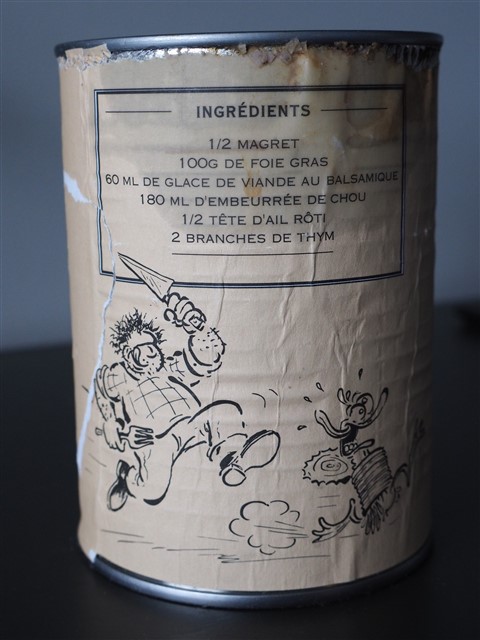 INGRÉDIENTS
1/2 MAGRET
100G DE FOIE GRAS
60 ML DE GLACE DE VIANDE AU BALSAMIQUE
180 ML D'EMBEURRÉE DE CHOU
1/2 TÊTE D'AIL RÔTI
2 BRANCHES DE THYM